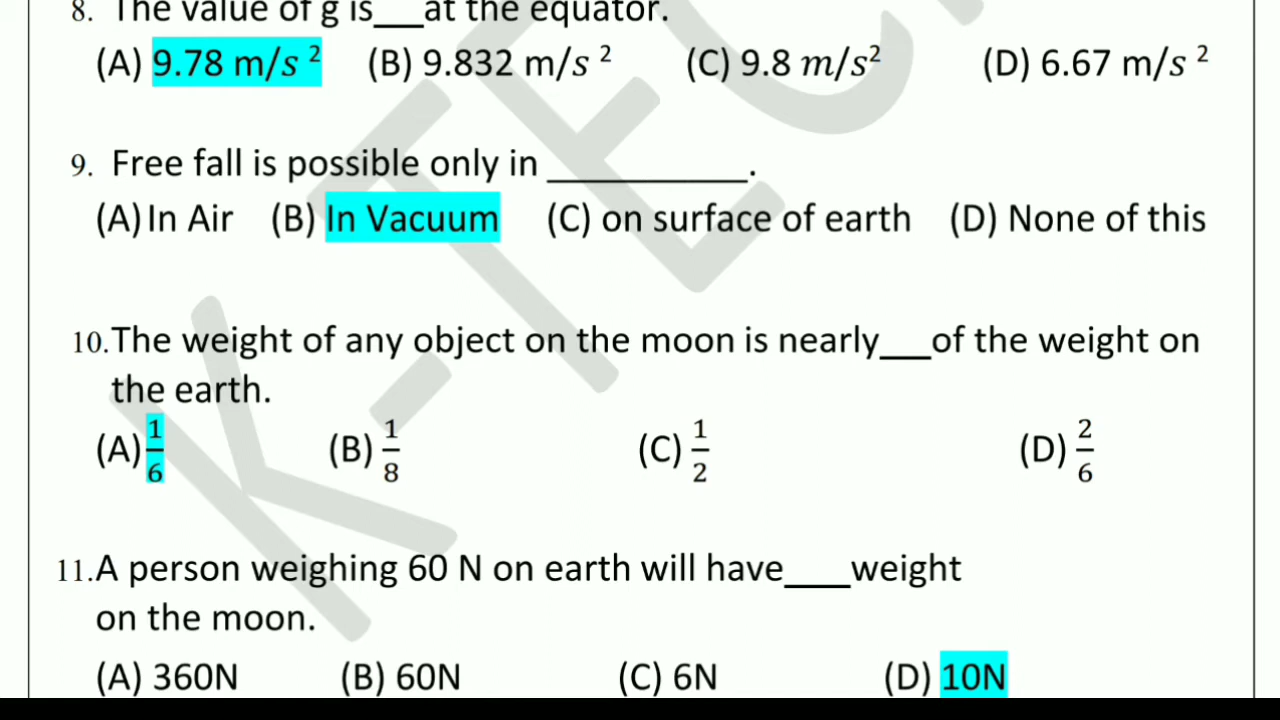 8. The value of g is___at the equator.
(A) 9.78 m/s ² (B) 9.832 m/s ² (C) 9.8 m/s² (D) 6.67 m/s ²
9. Free fall is possible only in __________.
(A) In Air (B) In Vacuum (C) on surface of earth (D) None of this
10.The weight of any object on the moon is nearly___of the weight on
the earth.
(A) 1/6 (B) 1/8 (C) 1/2 (D) 2/6
11.A person weighing 60 N on earth will have____weight
on the moon.
(A) 360N (B) 60N (C) 6N (D) 10N
K-TEC